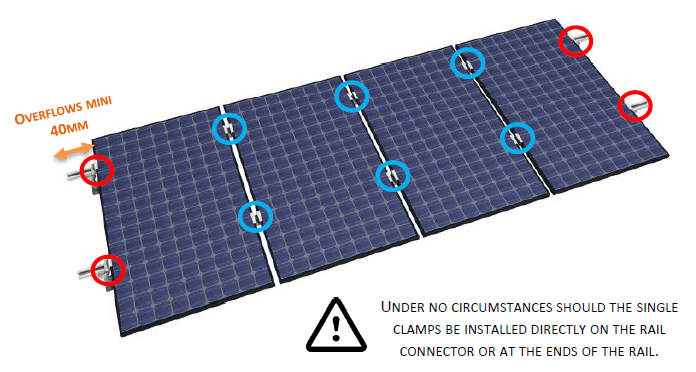 Overflows mini
40mm
Under no circumstances should the single
clamps be installed directly on the rail
connector or at the ends of the rail.